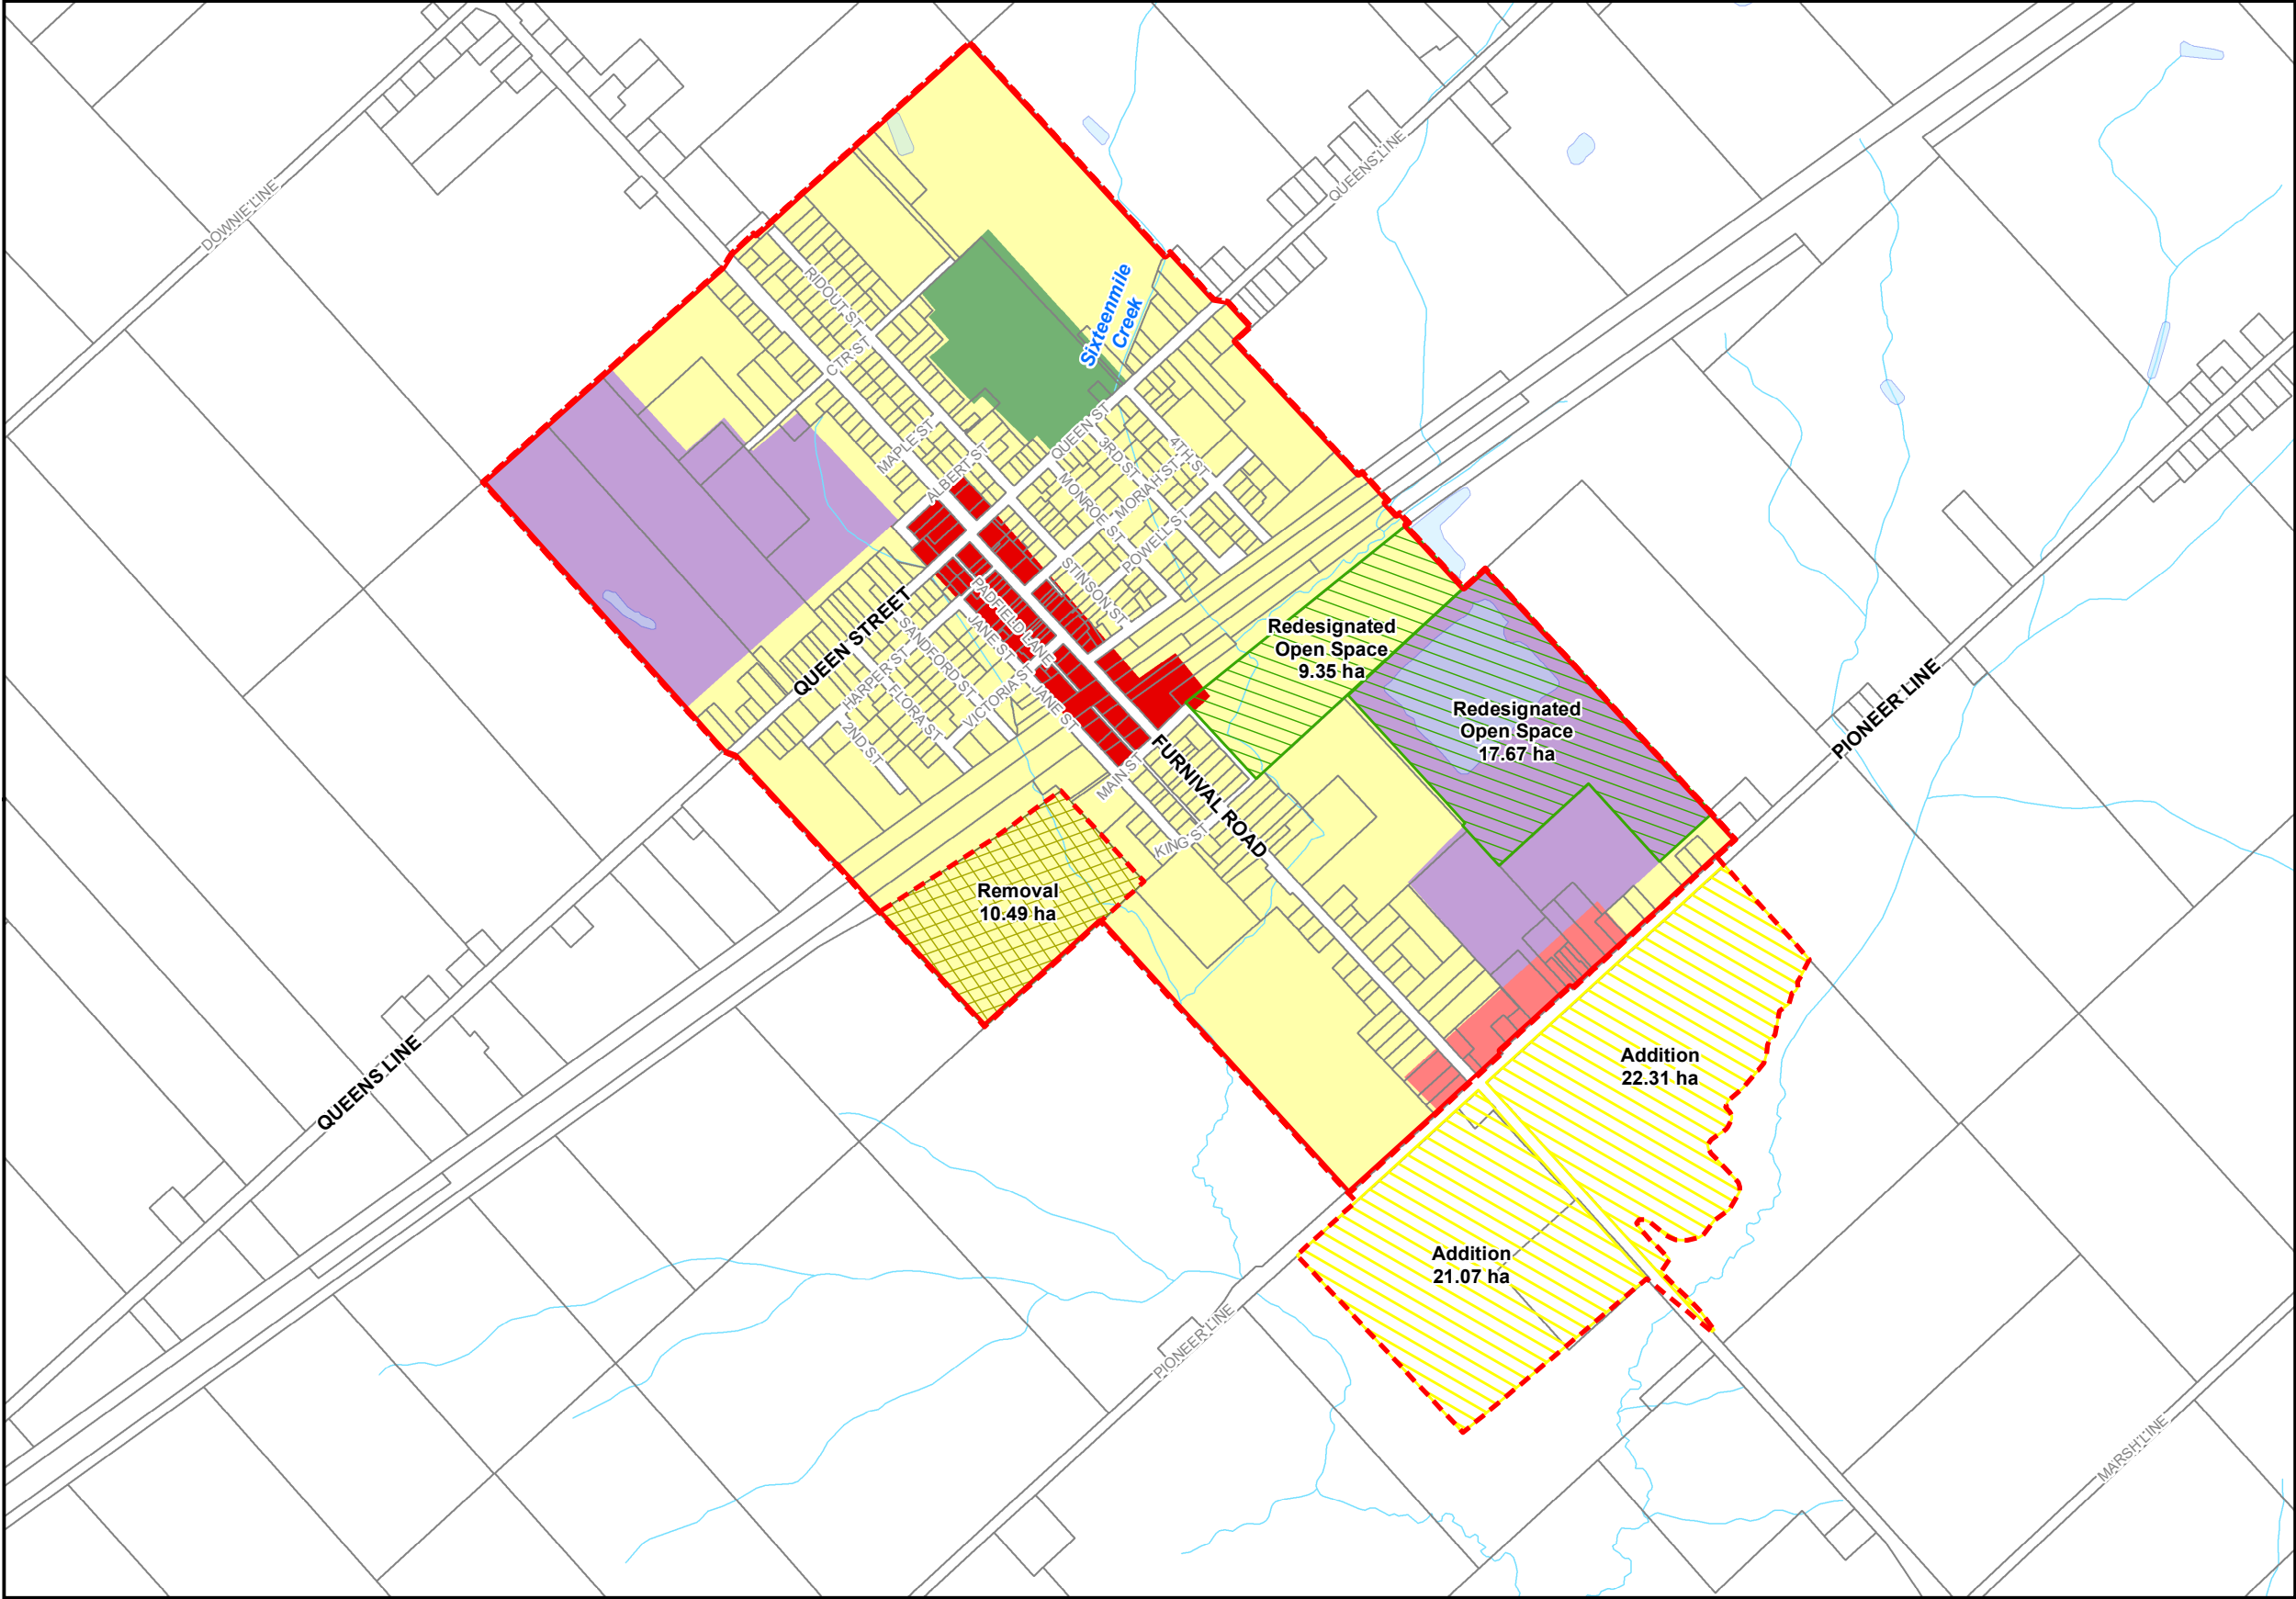 DOWNIE LINE
QUEENS LINE
RIDOUT ST
Sixteenmile
Creek
CTR ST
MAPLE ST
ALBERT ST
QUEEN ST
3RD ST
4TH ST
MONROE ST
MORIAH ST
POWELL ST
STINSON ST
PADFIELD LANE
JANE ST
QUEEN STREET
SANDFORD ST
HARPER ST
FLORA ST
VICTORIA ST
JANE ST
2ND ST
MAIN ST
FURNIVAL ROAD
KING ST
Redesignated
Open Space
9.35 ha
Redesignated
Open Space
17.67 ha
PIONEER LINE
Removal
10.49 ha
QUEENS LINE
Addition
22.31 ha
Addition
21.07 ha
PIONEER LINE
MARSH LINE